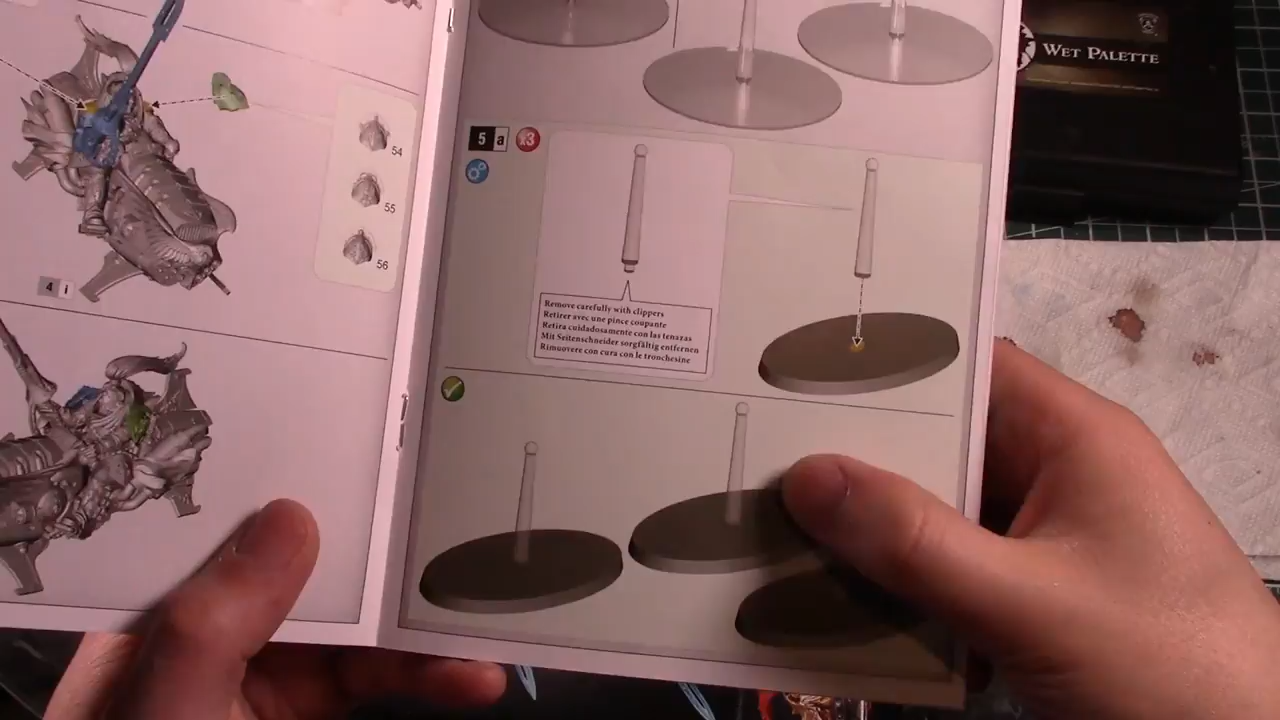 54
55
56
4 i
5 a x3
Remove carefully with clippers
Retirer avec une pince coupante
Retira cuidadosamente con las tenazas
Mit Seitenschneider sorgfältig entfernen
Rimuovere con cura con le tronchesine
WET PALETTE